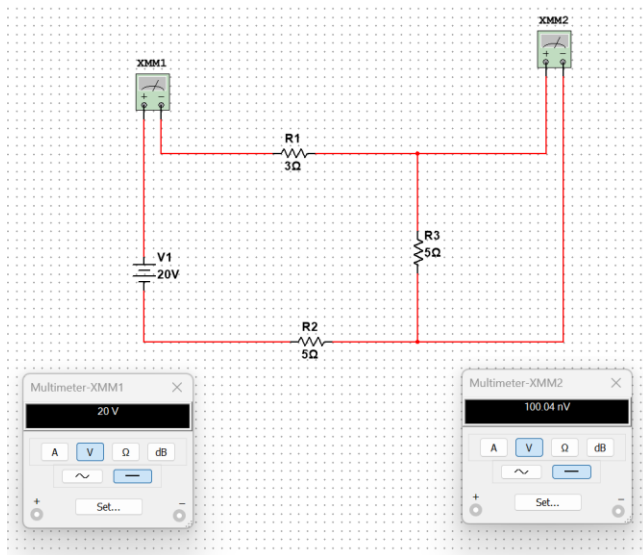 XMM2
+ −
XMM1
+ −
R1
3Ω
R3
5Ω
V1
20V
R2
5Ω
Multimeter-XMM1 ×
20 V
A V Ω dB
~ —
+ Set... −
Multimeter-XMM2 ×
100.04 nV
A V Ω dB
~ —
+ Set... −